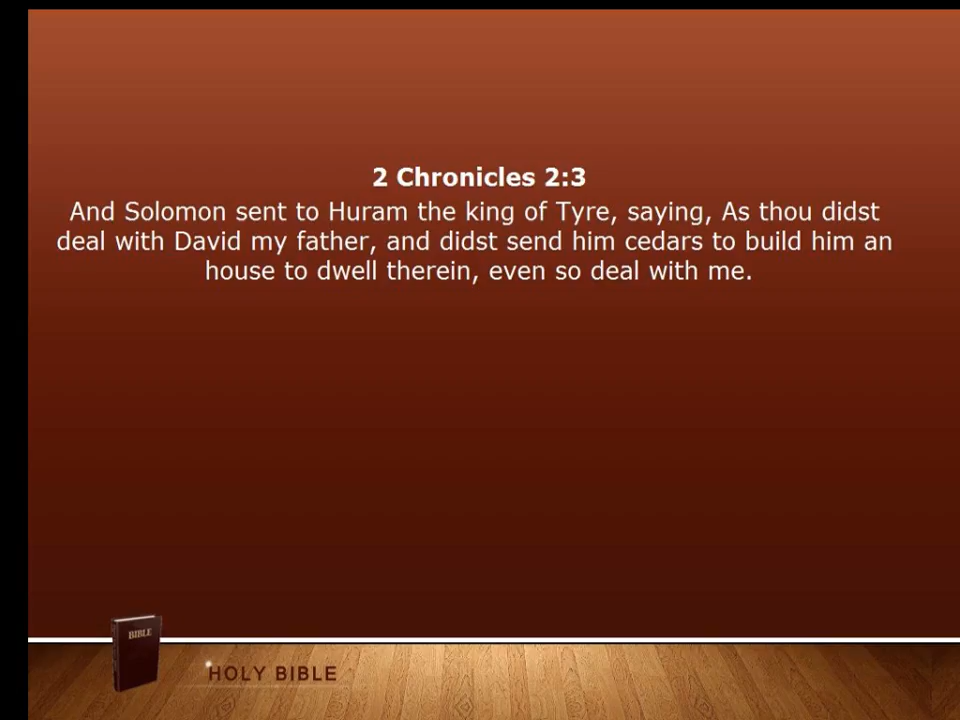 2 Chronicles 2:3
And Solomon sent to Huram the king of Tyre, saying, As thou didst
deal with David my father, and didst send him cedars to build him an
house to dwell therein, even so deal with me.
BIBLE
HOLY BIBLE